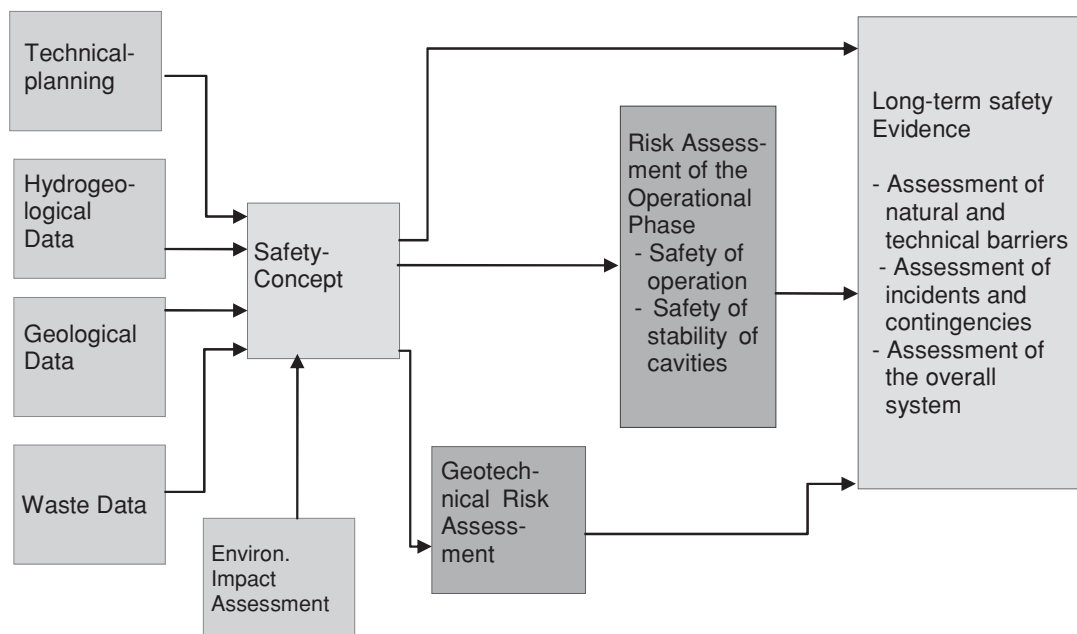 Technical-
planning
Hydrogeo-
logical
Data
Geological
Data
Waste Data
Environ.
Impact
Assessment
Safety-
Concept
Geotech-
nical Risk
Assess-
ment
Risk Assess-
ment of the
Operational
Phase
- Safety of
operation
- Safety of
stability of
cavities
Long-term safety
Evidence
- Assessment of
natural and
technical barriers
- Assessment of
incidents and
contingencies
- Assessment of
the overall
system